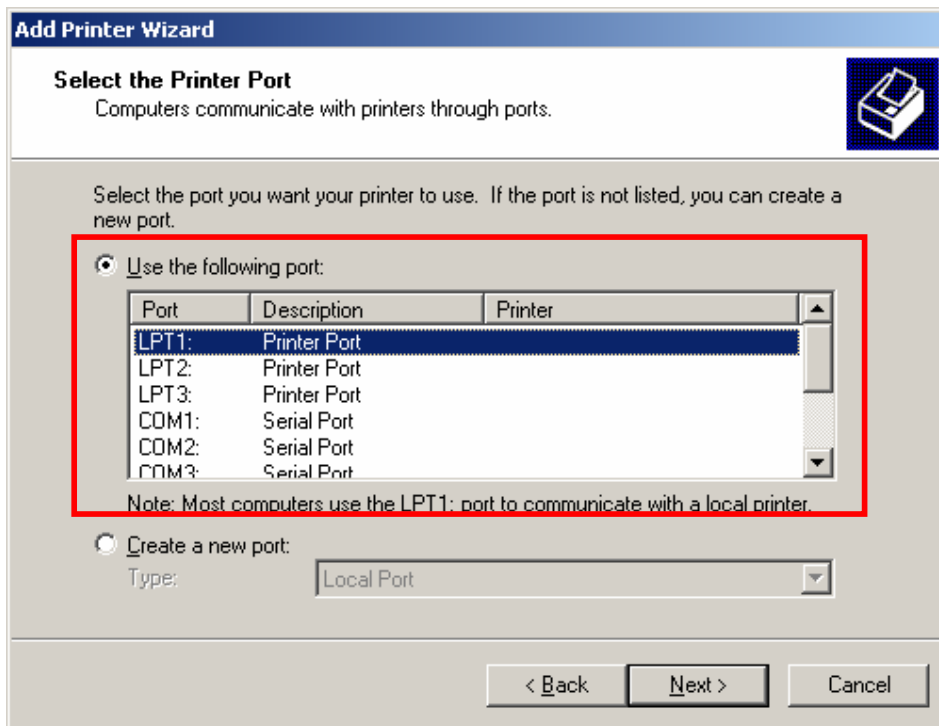 Add Printer Wizard
Select the Printer Port
Computers communicate with printers through ports.
Select the port you want your printer to use. If the port is not listed, you can create a
new port.
Use the following port:
Port Description Printer
LPT1: Printer Port
LPT2: Printer Port
LPT3: Printer Port
COM1: Serial Port
COM2: Serial Port
COM3: Serial Port
Note: Most computers use the LPT1: port to communicate with a local printer.
Create a new port:
Type: Local Port
< Back Next > Cancel